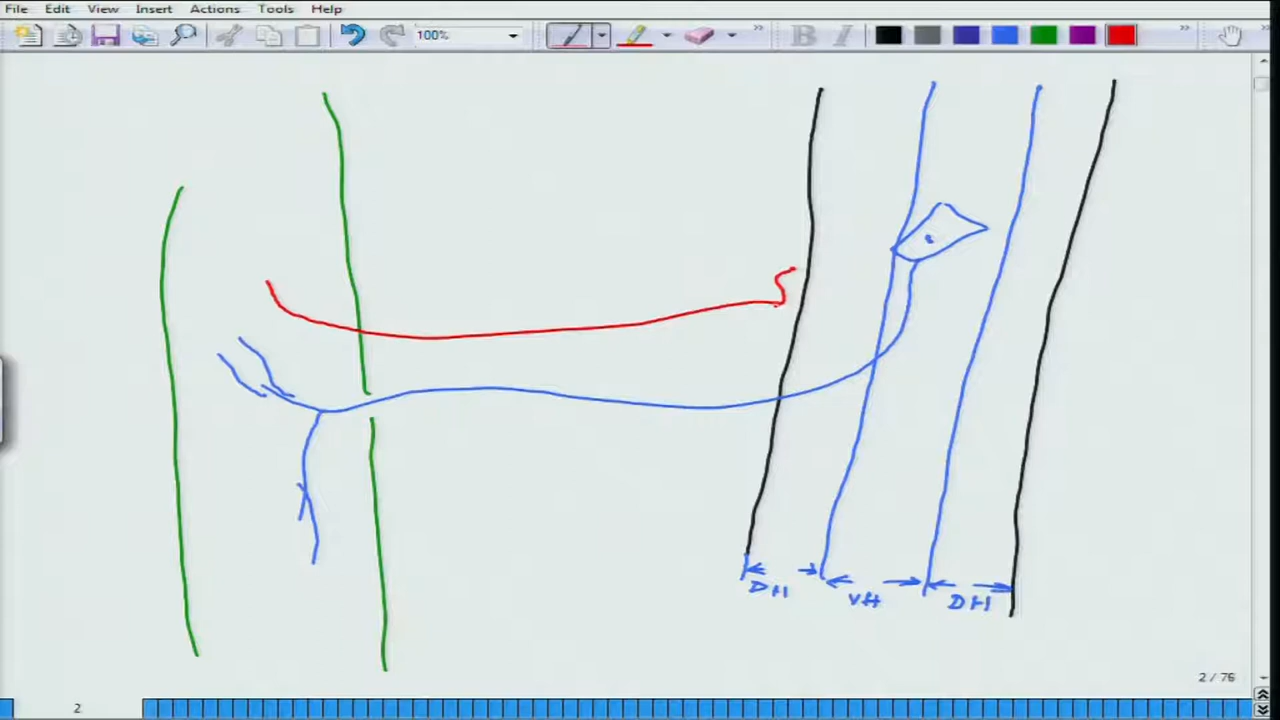 File Edit View Insert Actions Tools Help
100%
B I
DH VH DH
2 / 76
2